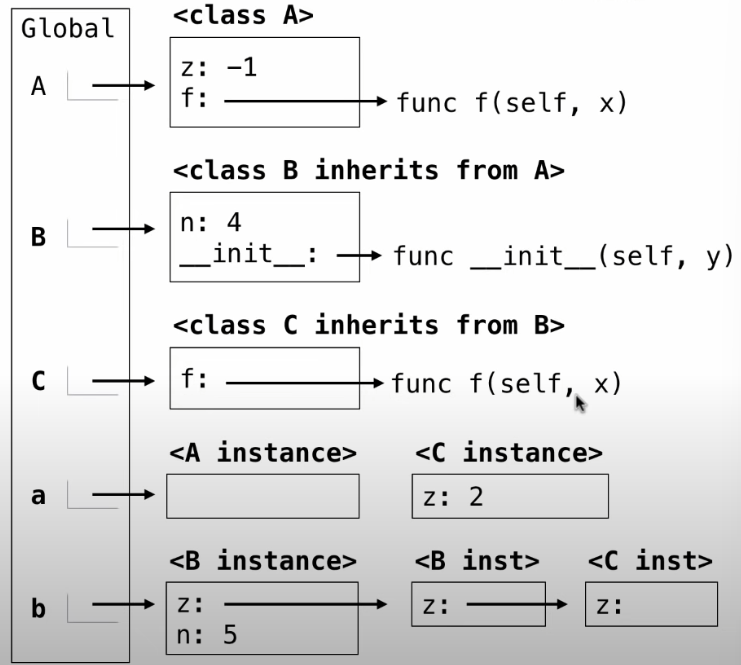 Global
<class A>
A
z: −1
f:
func f(self, x)
<class B inherits from A>
B
n: 4
__init__:
func __init__(self, y)
<class C inherits from B>
C
f:
func f(self, x)
<A instance>
<C instance>
a
z: 2
<B instance>
<B inst>
<C inst>
b
z:
n: 5
z:
z: